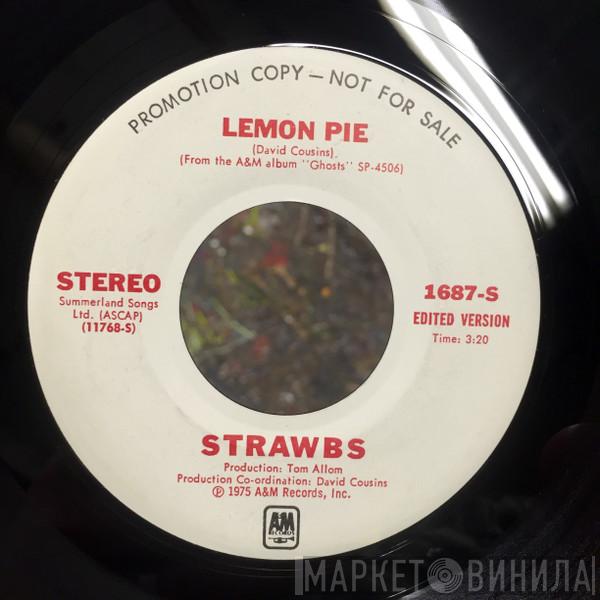 PROMOTION COPY — NOT FOR SALE
LEMON PIE
(David Cousins)
(From the A&M album "Ghosts" SP-4506)
STEREO
Summerland Songs
Ltd. (ASCAP)
(11768-S)
1687-S
EDITED VERSION
Time: 3:20
STRAWBS
Production: Tom Allom
Production Co-ordination: David Cousins
℗ 1975 A&M Records, Inc.
A&M
RECORDS
МАРКЕТ ВИНИЛА